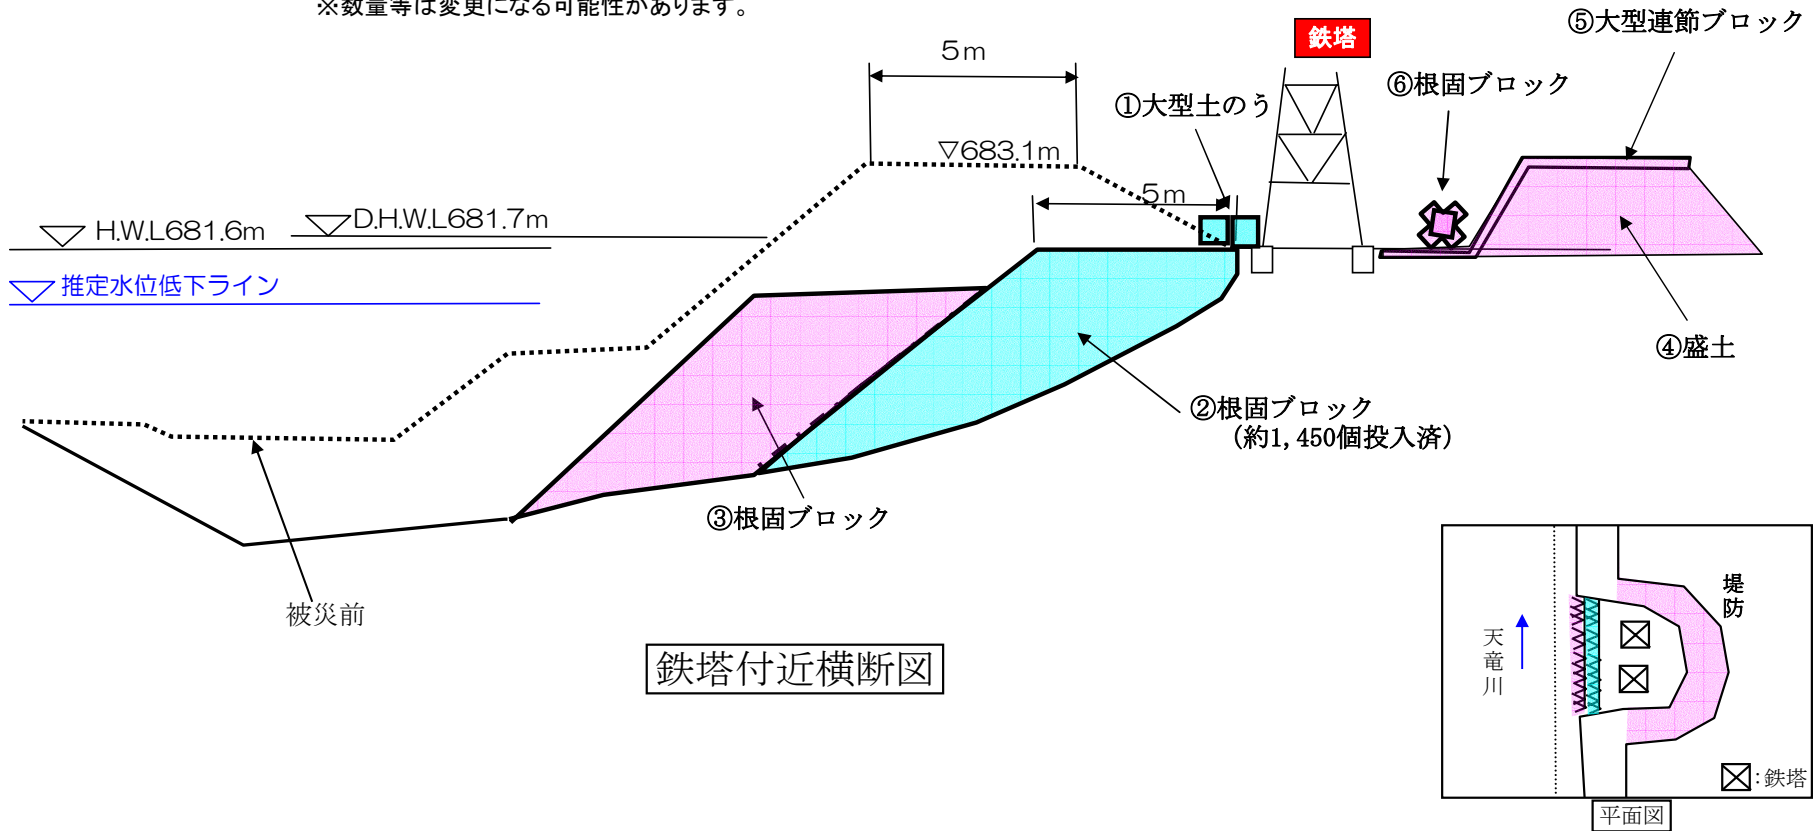 ※数量等は変更になる可能性があります。
⑤大型連節ブロック
鉄塔
5m
⑥根固ブロック
①大型土のう
▽683.1m
5m
H.W.L681.6m
D.H.W.L681.7m
推定水位低下ライン
④盛土
②根固ブロック
(約1,450個投入済)
③根固ブロック
被災前
鉄塔付近横断図
堤防
天竜川
:鉄塔
平面図